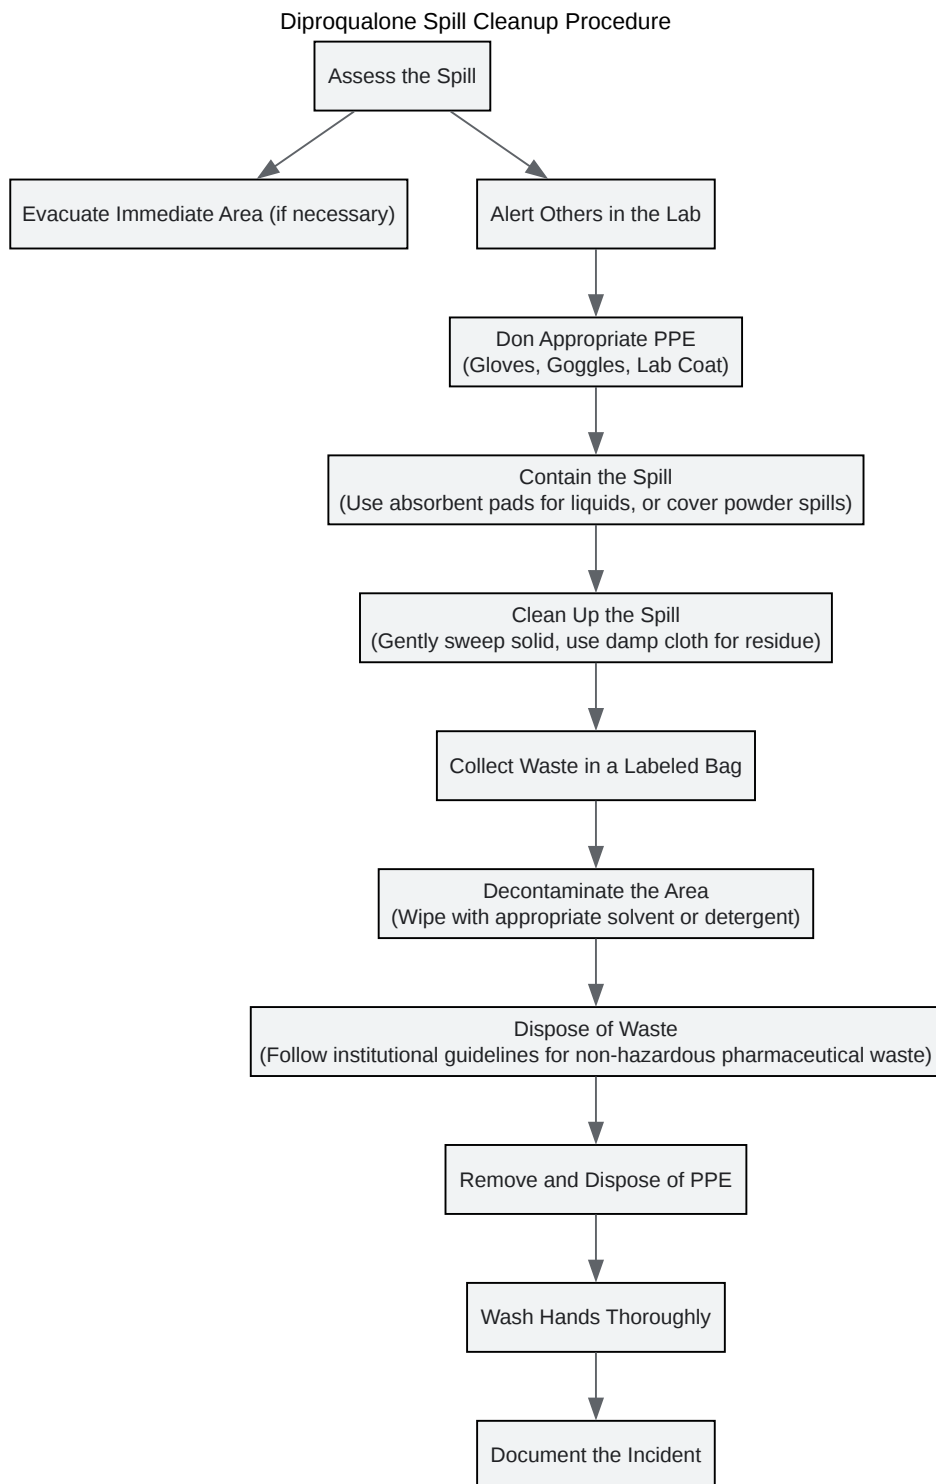 Diproqualone Spill Cleanup Procedure
Assess the Spill
Evacuate Immediate Area (if necessary)
Alert Others in the Lab
Don Appropriate PPE
(Gloves, Goggles, Lab Coat)
Contain the Spill
(Use absorbent pads for liquids, or cover powder spills)
Clean Up the Spill
(Gently sweep solid, use damp cloth for residue)
Collect Waste in a Labeled Bag
Decontaminate the Area
(Wipe with appropriate solvent or detergent)
Dispose of Waste
(Follow institutional guidelines for non-hazardous pharmaceutical waste)
Remove and Dispose of PPE
Wash Hands Thoroughly
Document the Incident